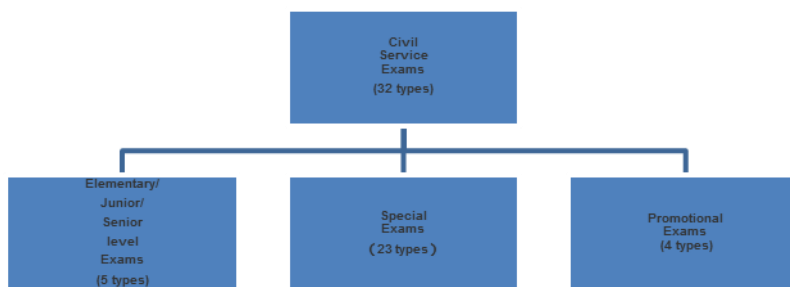 Civil
Service
Exams
(32 types)
Elementary/
Junior/
Senior
level
Exams
(5 types)
Special
Exams
(23 types)
Promotional
Exams
(4 types)